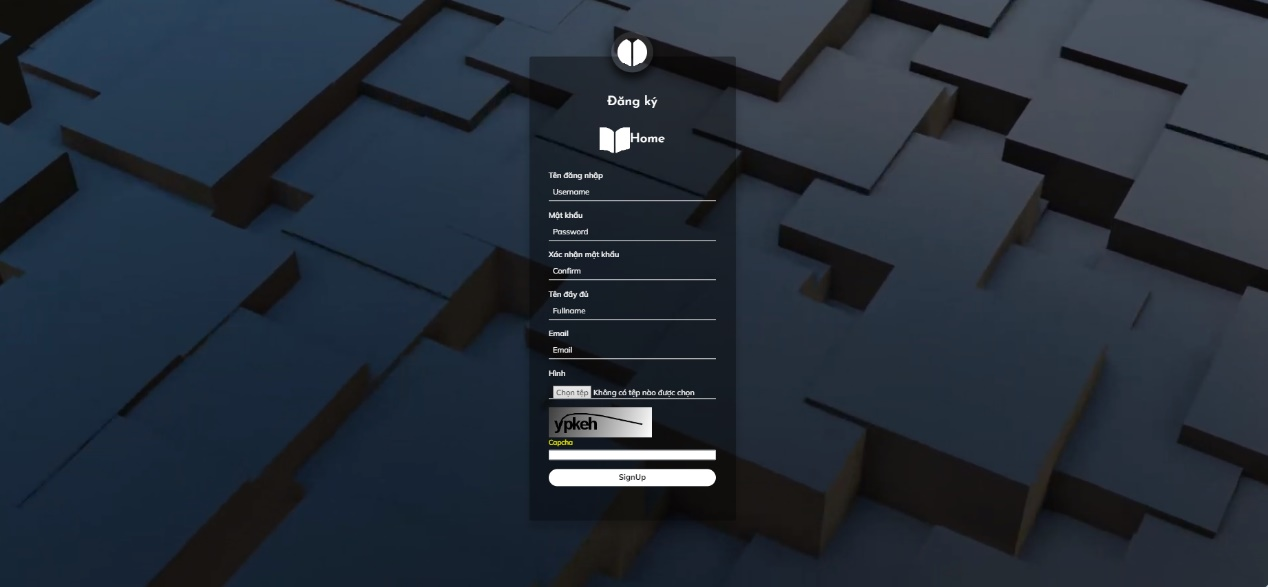 Đăng ký
Home
Tên đăng nhập
Username
Mật khẩu
Password
Xác nhận mật khẩu
Confirm
Tên đầy đủ
Fullname
Email
Email
Hình
Chọn tệp Không có tệp nào được chọn
ypkeh
Capcha
SignUp